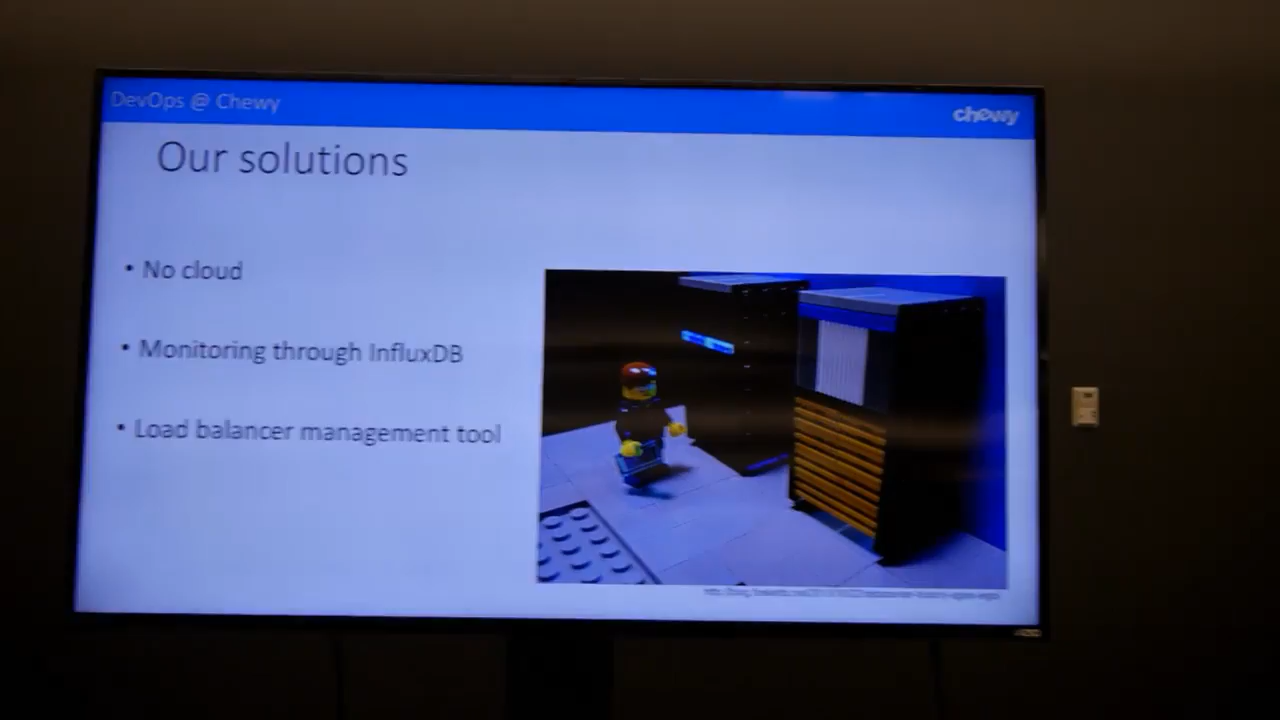 DevOps @ Chewy
chewy
Our solutions
• No cloud
• Monitoring through InfluxDB
• Load balancer management tool